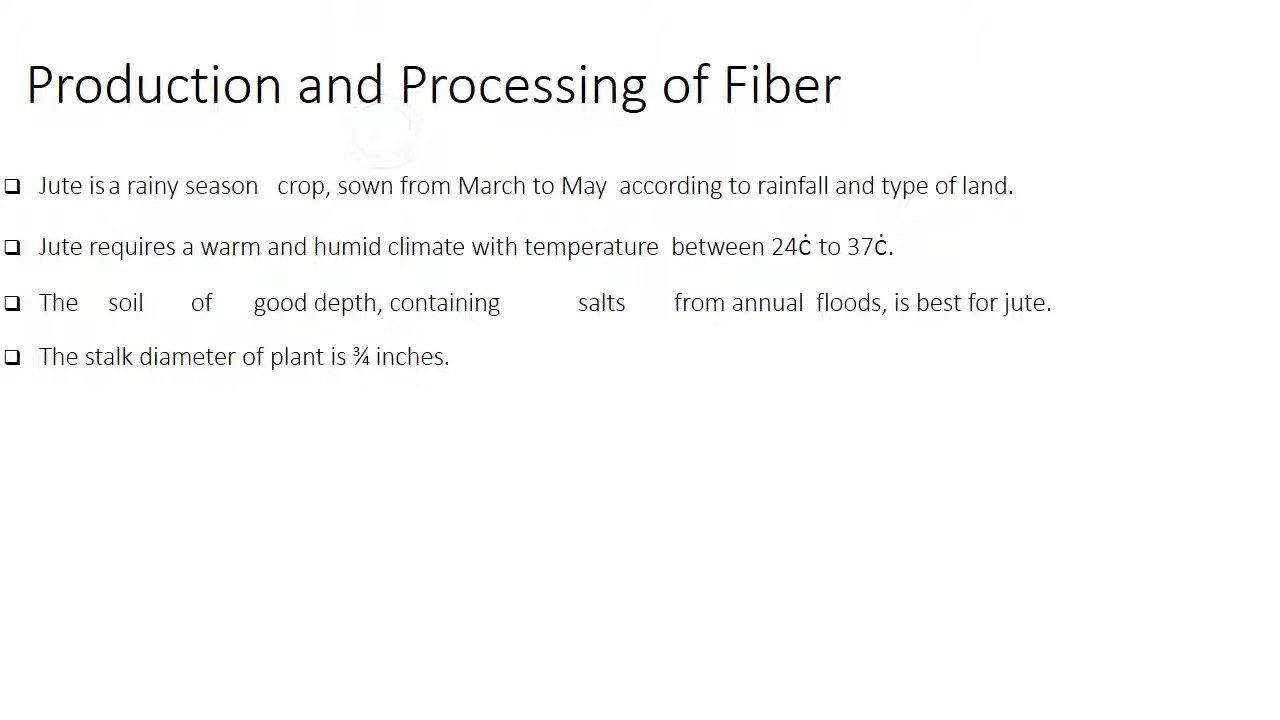 Production and Processing of Fiber
❑ Jute is a rainy season crop, sown from March to May according to rainfall and type of land.
❑ Jute requires a warm and humid climate with temperature between 24ċ to 37ċ.
❑ The soil of good depth, containing salts from annual floods, is best for jute.
❑ The stalk diameter of plant is ¾ inches.